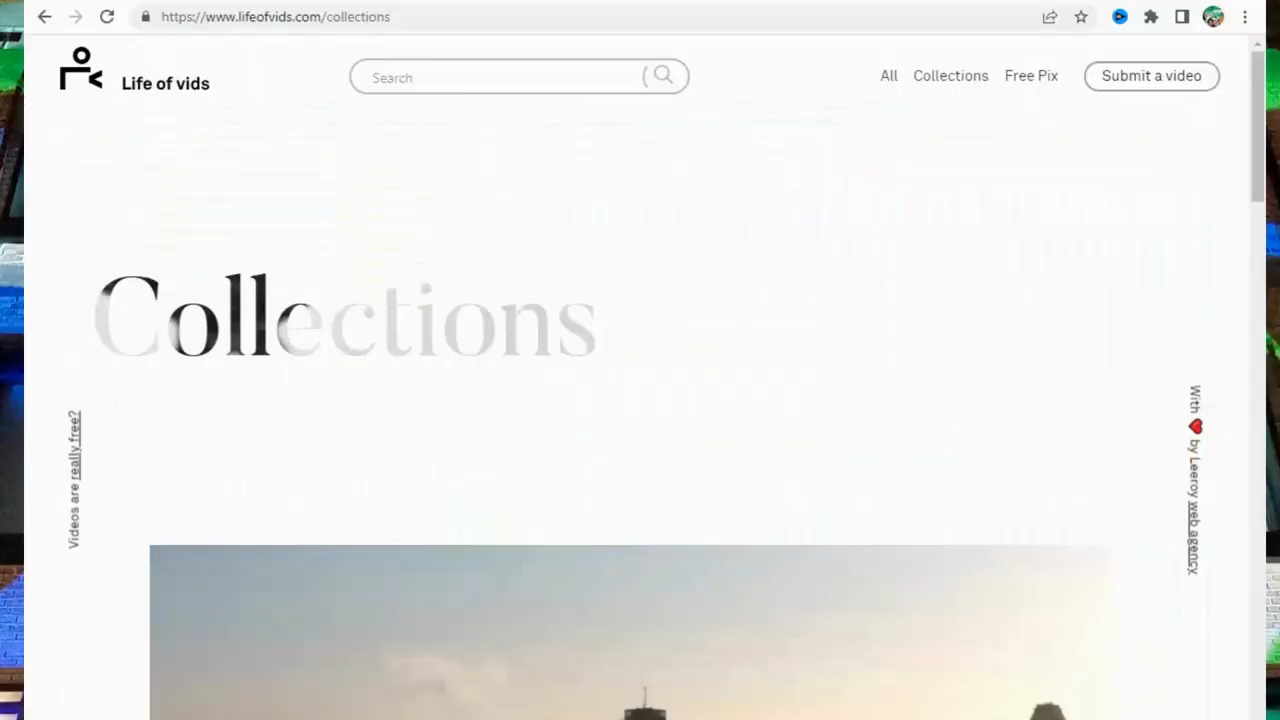 https://www.lifeofvids.com/collections
Life of vids
Search
All
Collections
Free Pix
Submit a video
Collections
Videos are really free?
With ❤ by Leeroy web agency